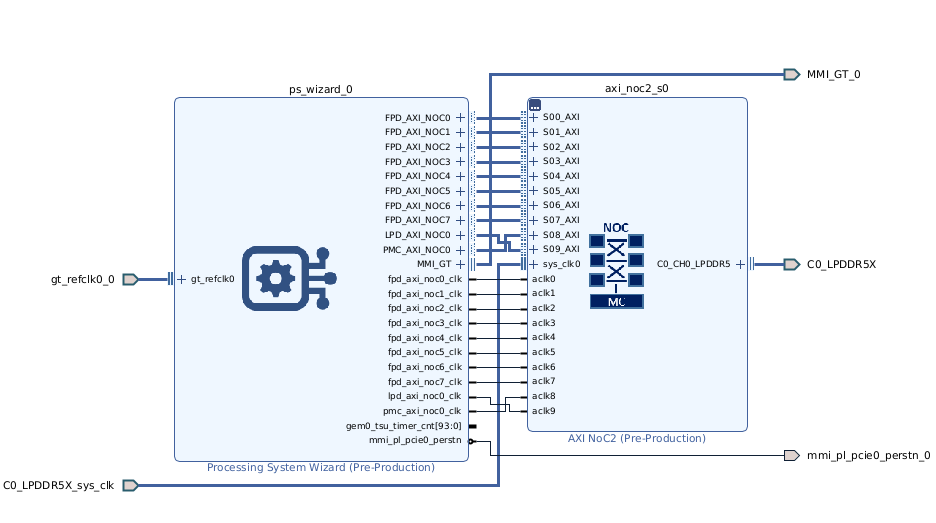 MMI_GT_0
ps_wizard_0
axi_noc2_s0
FPD_AXI_NOC0
S00_AXI
FPD_AXI_NOC1
S01_AXI
FPD_AXI_NOC2
S02_AXI
FPD_AXI_NOC3
S03_AXI
FPD_AXI_NOC4
S04_AXI
FPD_AXI_NOC5
S05_AXI
FPD_AXI_NOC6
S06_AXI
FPD_AXI_NOC7
S07_AXI
LPD_AXI_NOC0
S08_AXI
NOC
PMC_AXI_NOC0
S09_AXI
MMI_GT
sys_clk0
C0_CH0_LPDDR5
C0_LPDDR5X
gt_refclk0_0
gt_refclk0
fpd_axi_noc0_clk
aclk0
fpd_axi_noc1_clk
aclk1
MC
fpd_axi_noc2_clk
aclk2
fpd_axi_noc3_clk
aclk3
fpd_axi_noc4_clk
aclk4
fpd_axi_noc5_clk
aclk5
fpd_axi_noc6_clk
aclk6
fpd_axi_noc7_clk
aclk7
lpd_axi_noc0_clk
aclk8
pmc_axi_noc0_clk
aclk9
gem0_tsu_timer_cnt[93:0]
mmi_pl_pcie0_perstn
AXI NoC2 (Pre-Production)
mmi_pl_pcie0_perstn_0
Processing System Wizard (Pre-Production)
C0_LPDDR5X_sys_clk